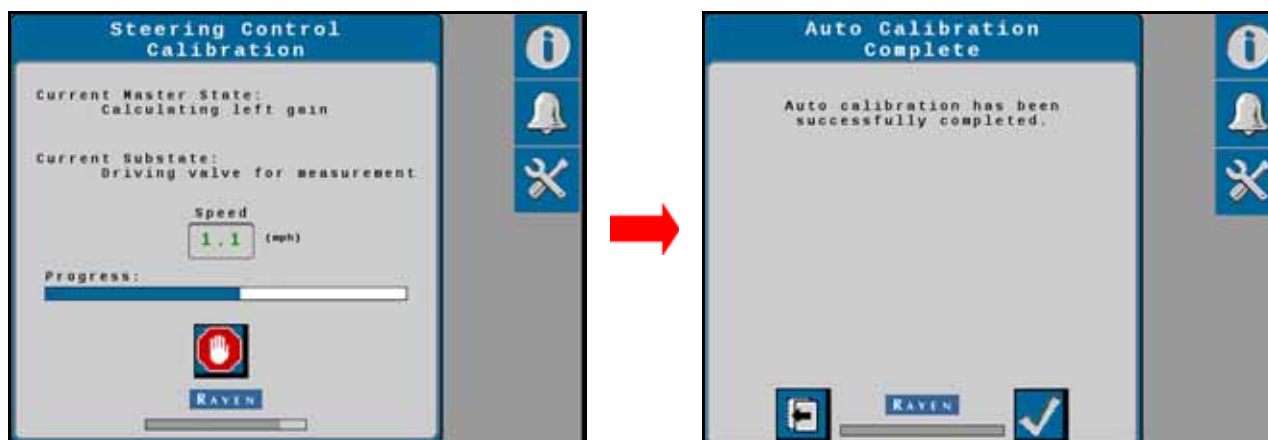 Steering Control
Calibration
Current Master State:
Calculating left gain
Current Substate:
Driving valve for measurement
Speed
1.1 (mph)
Progress:
RAVEN
Auto Calibration
Complete
Auto calibration has been
successfully completed.
RAVEN